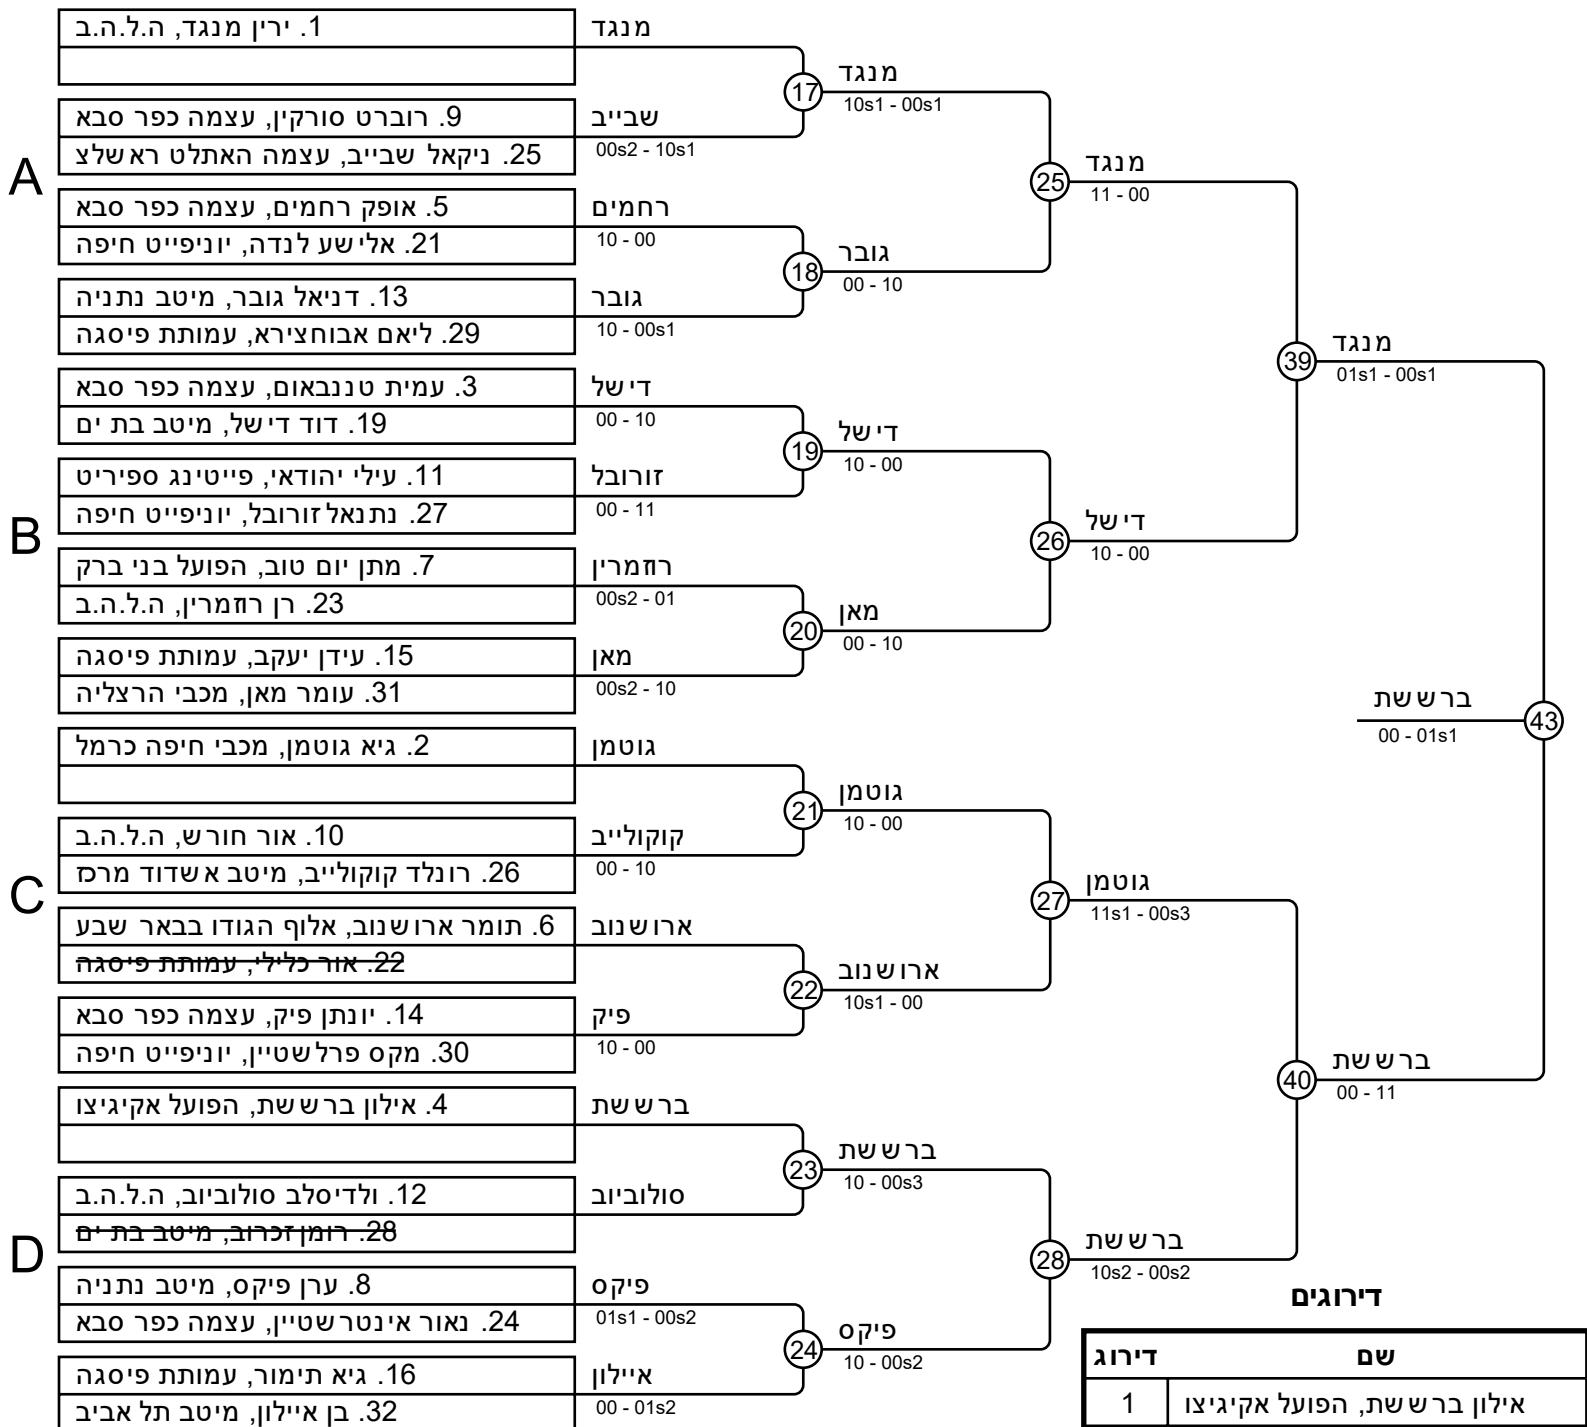 A
1. ירין מנגד, ה.ל.ה.ב
9. רוברט סורקין, עצמה כפר סבא
25. ניקאל שבייב, עצמה האתלט ראשלצ
5. אופק רחמים, עצמה כפר סבא
21. אלישע לנדה, יוניפייט חיפה
13. דניאל גובר, מיטב נתניה
29. ליאם אבוחצירא, עמותת פיסגה
B
3. עמית טננבאום, עצמה כפר סבא
19. דוד דישל, מיטב בת ים
11. עילי יהודאי, פייטינג ספיריט
27. נתנאל זורובל, יוניפייט חיפה
7. מתן יום טוב, הפועל בני ברק
23. רן רוזמרין, ה.ל.ה.ב
15. עידן יעקב, עמותת פיסגה
31. עומר מאן, מכבי הרצליה
C
2. גיא גוטמן, מכבי חיפה כרמל
10. אור חורש, ה.ל.ה.ב
26. רונלד קוקולייב, מיטב אשדוד מרכז
6. תומר ארושנוב, אלוף הגודו בבאר שבע
22. אור כלילי, עמותת פיסגה
14. יונתן פיק, עצמה כפר סבא
30. מקס פרלשטיין, יוניפייט חיפה
D
4. אילון ברששת, הפועל אקיגיצו
12. ולדיסלב סולוביוב, ה.ל.ה.ב
28. רומן זכרוב, מיטב בת ים
8. ערן פיקס, מיטב נתניה
24. נאור אינטרשטיין, עצמה כפר סבא
16. גיא תימור, עמותת פיסגה
32. בן איילון, מיטב תל אביב
מנגד
שבייב
00s2 - 10s1
רחמים
10 - 00
גובר
10 - 00s1
דישל
00 - 10
זורובל
00 - 11
רוזמרין
00s2 - 01
מאן
00s2 - 10
גוטמן
קוקולייב
00 - 10
ארושנוב
פיק
10 - 00
ברששת
סולוביוב
פיקס
01s1 - 00s2
איילון
00 - 01s2
17
מנגד
10s1 - 00s1
18
גובר
00 - 10
19
דישל
10 - 00
20
מאן
00 - 10
21
גוטמן
10 - 00
22
ארושנוב
10s1 - 00
23
ברששת
10 - 00s3
24
פיקס
10 - 00s2
25
מנגד
11 - 00
26
דישל
10 - 00
27
גוטמן
11s1 - 00s3
28
ברששת
10s2 - 00s2
39
מנגד
01s1 - 00s1
40
ברששת
00 - 11
43
ברששת
00 - 01s1
דירוגים
שם דירוג
אילון ברששת, הפועל אקיגיצו 1